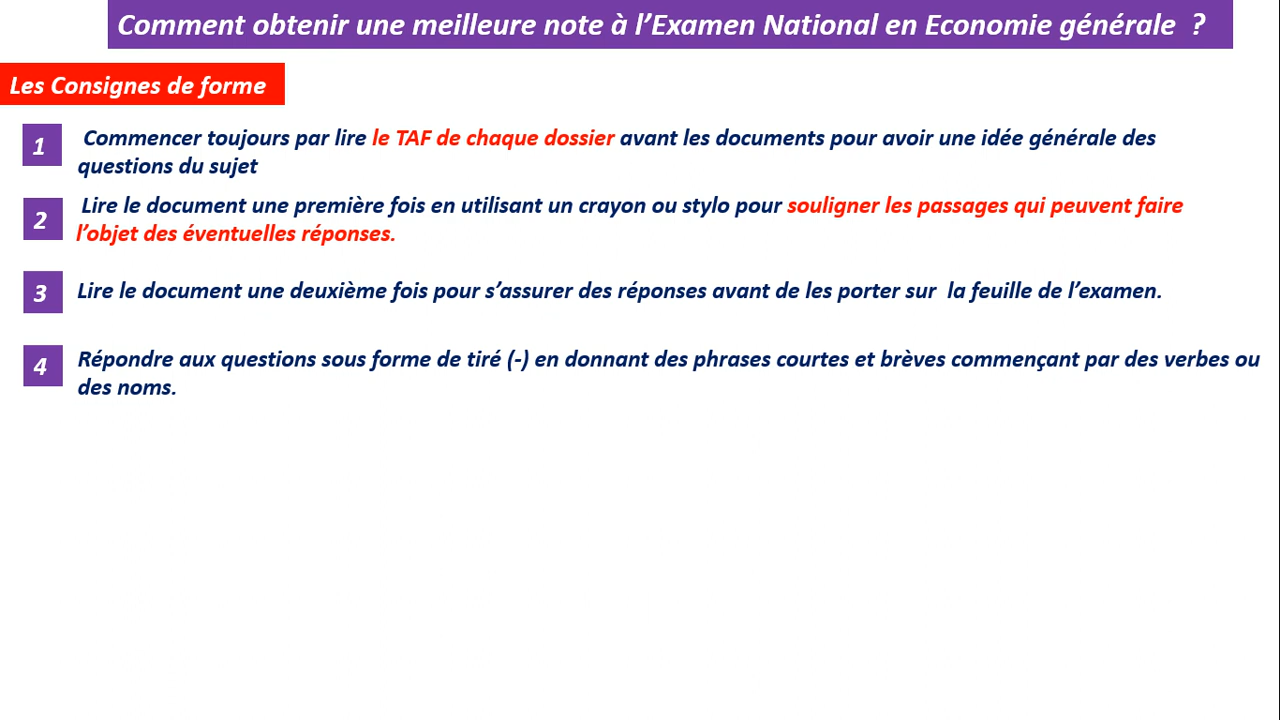 Comment obtenir une meilleure note à l’Examen National en Economie générale ?
Les Consignes de forme
1 Commencer toujours par lire le TAF de chaque dossier avant les documents pour avoir une idée générale des
questions du sujet
2 Lire le document une première fois en utilisant un crayon ou stylo pour souligner les passages qui peuvent faire
l’objet des éventuelles réponses.
3 Lire le document une deuxième fois pour s’assurer des réponses avant de les porter sur la feuille de l’examen.
4 Répondre aux questions sous forme de tiré (-) en donnant des phrases courtes et brèves commençant par des verbes ou
des noms.